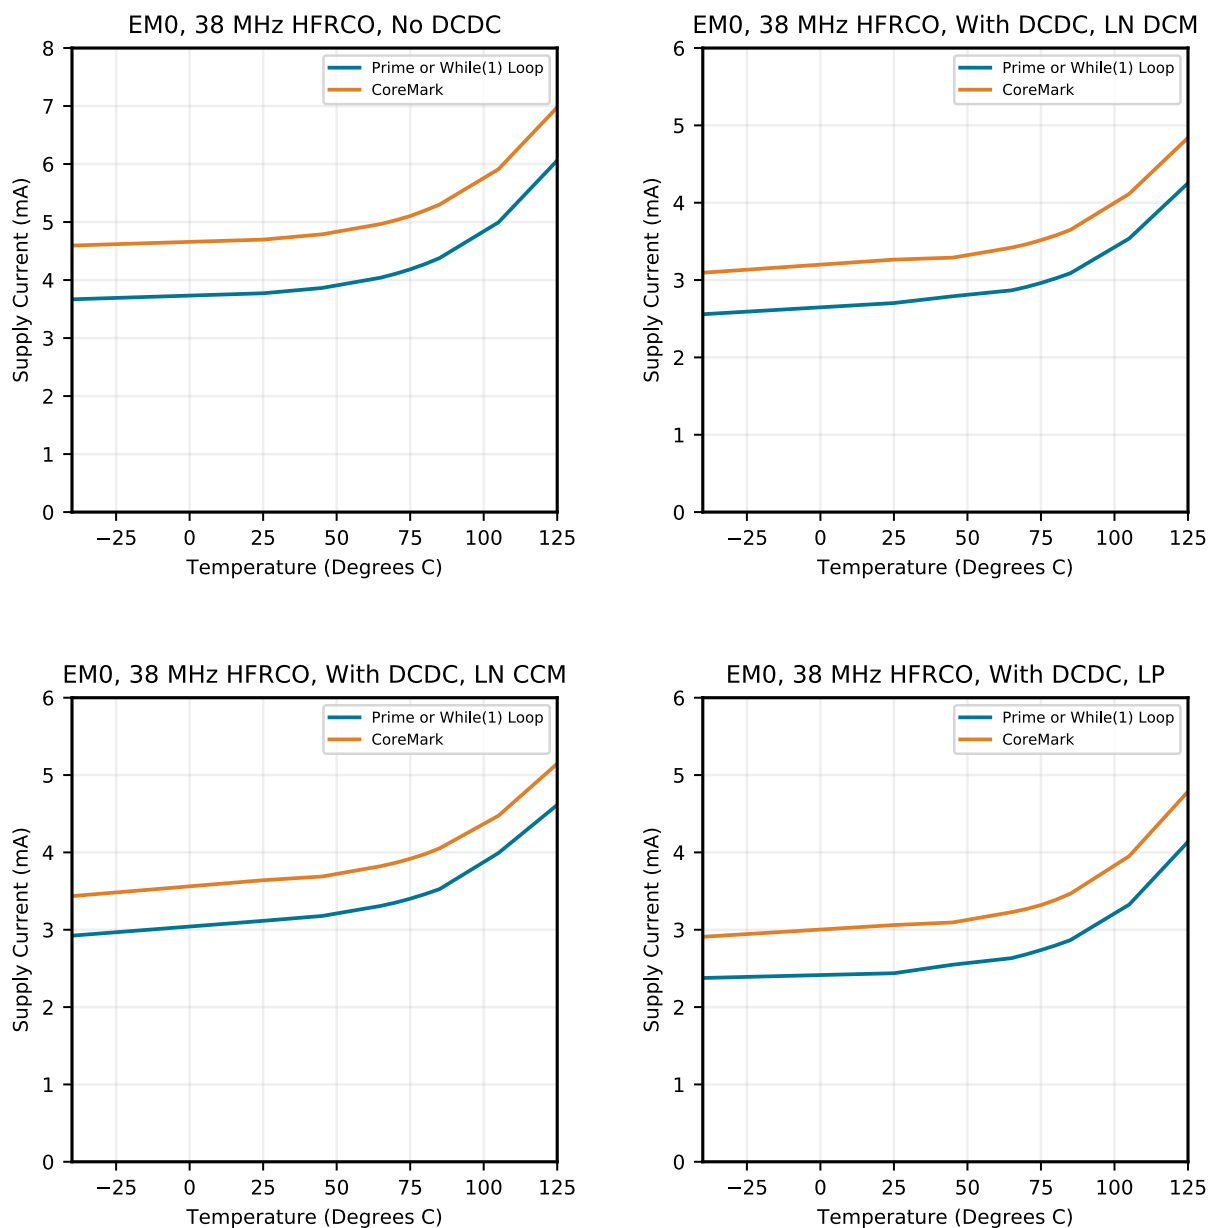 EM0, 38 MHz HFRCO, No DCDC
8
7
6
5
4
3
2
1
0
Supply Current (mA)
Prime or While(1) Loop
CoreMark
−25 0 25 50 75 100 125
Temperature (Degrees C)
EM0, 38 MHz HFRCO, With DCDC, LN DCM
6
5
4
3
2
1
0
Supply Current (mA)
Prime or While(1) Loop
CoreMark
−25 0 25 50 75 100 125
Temperature (Degrees C)
EM0, 38 MHz HFRCO, With DCDC, LN CCM
6
5
4
3
2
1
0
Supply Current (mA)
Prime or While(1) Loop
CoreMark
−25 0 25 50 75 100 125
Temperature (Degrees C)
EM0, 38 MHz HFRCO, With DCDC, LP
6
5
4
3
2
1
0
Supply Current (mA)
Prime or While(1) Loop
CoreMark
−25 0 25 50 75 100 125
Temperature (Degrees C)